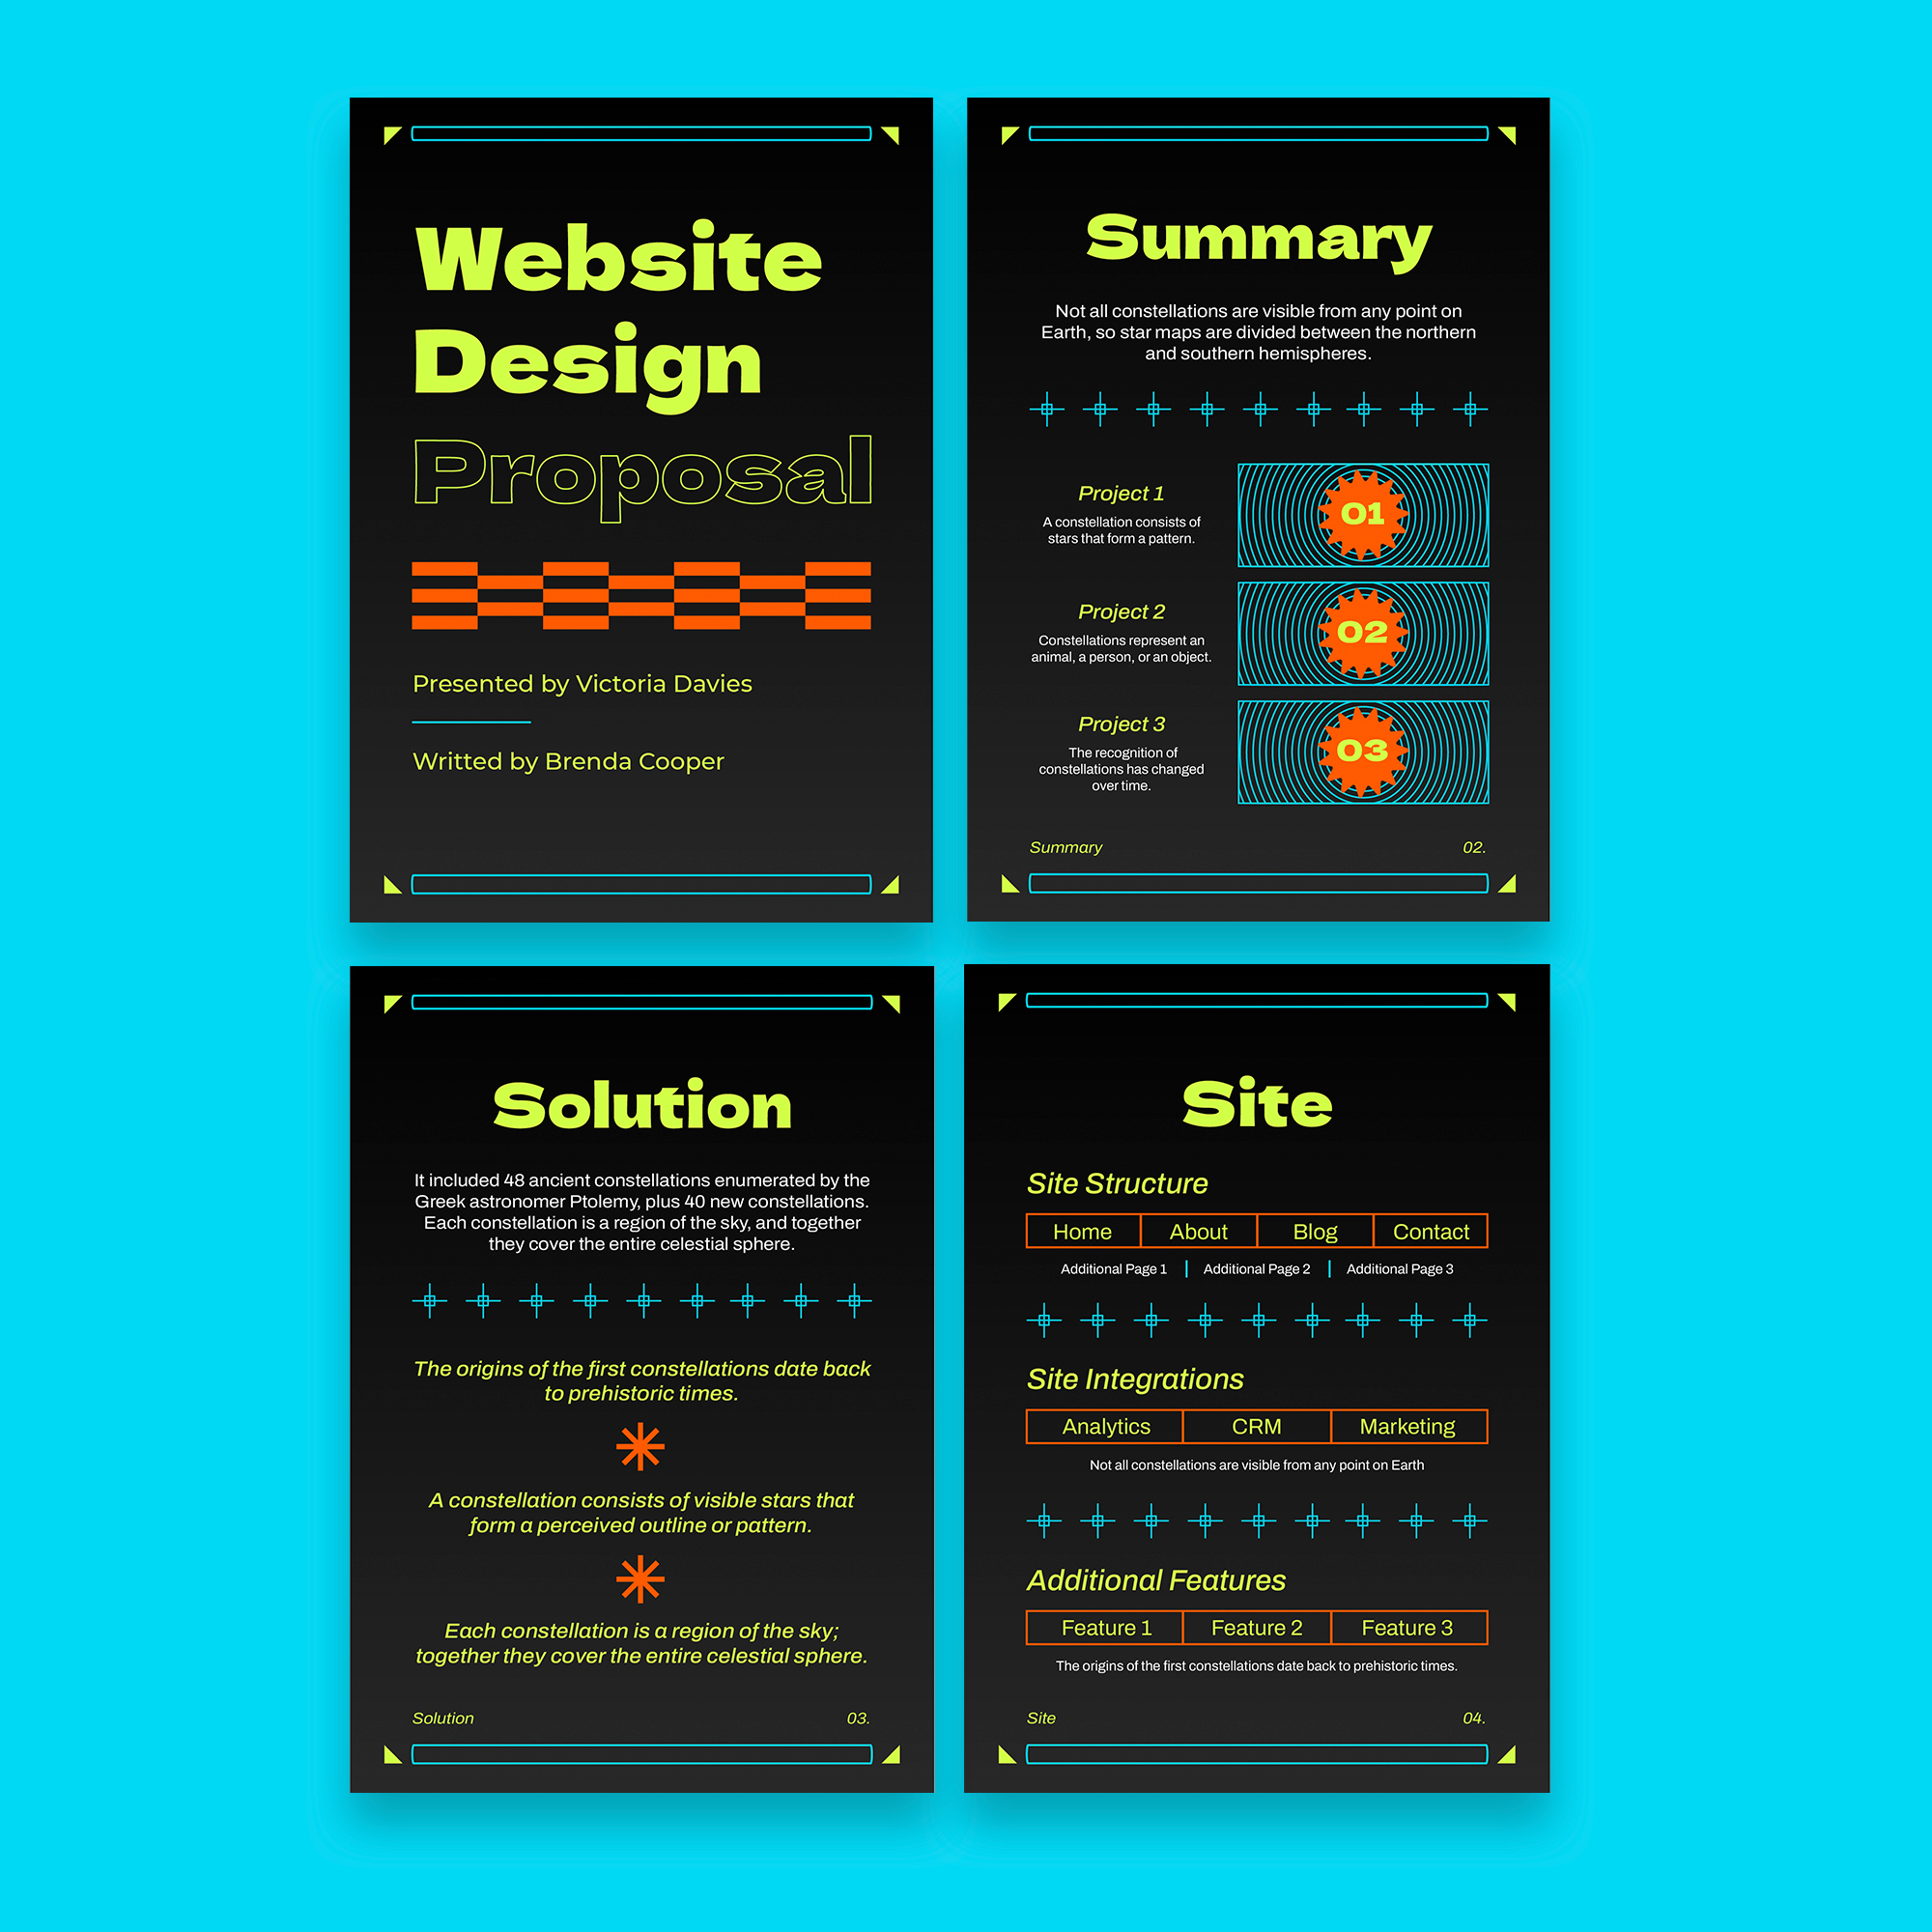 Website
Design
Proposal
Presented by Victoria Davies
Writted by Brenda Cooper
Summary
Not all constellations are visible from any point on
Earth, so star maps are divided between the northern
and southern hemispheres.
Project 1
A constellation consists of
stars that form a pattern.
01
Project 2
Constellations represent an
animal, a person, or an object.
02
Project 3
The recognition of
constellations has changed
over time.
03
Summary 02.
Solution
It included 48 ancient constellations enumerated by the
Greek astronomer Ptolemy, plus 40 new constellations.
Each constellation is a region of the sky, and together
they cover the entire celestial sphere.
The origins of the first constellations date back
to prehistoric times.
A constellation consists of visible stars that
form a perceived outline or pattern.
Each constellation is a region of the sky;
together they cover the entire celestial sphere.
Solution 03.
Site
Site Structure
Home About Blog Contact
Additional Page 1 Additional Page 2 Additional Page 3
Site Integrations
Analytics CRM Marketing
Not all constellations are visible from any point on Earth
Additional Features
Feature 1 Feature 2 Feature 3
The origins of the first constellations date back to prehistoric times.
Site 04.